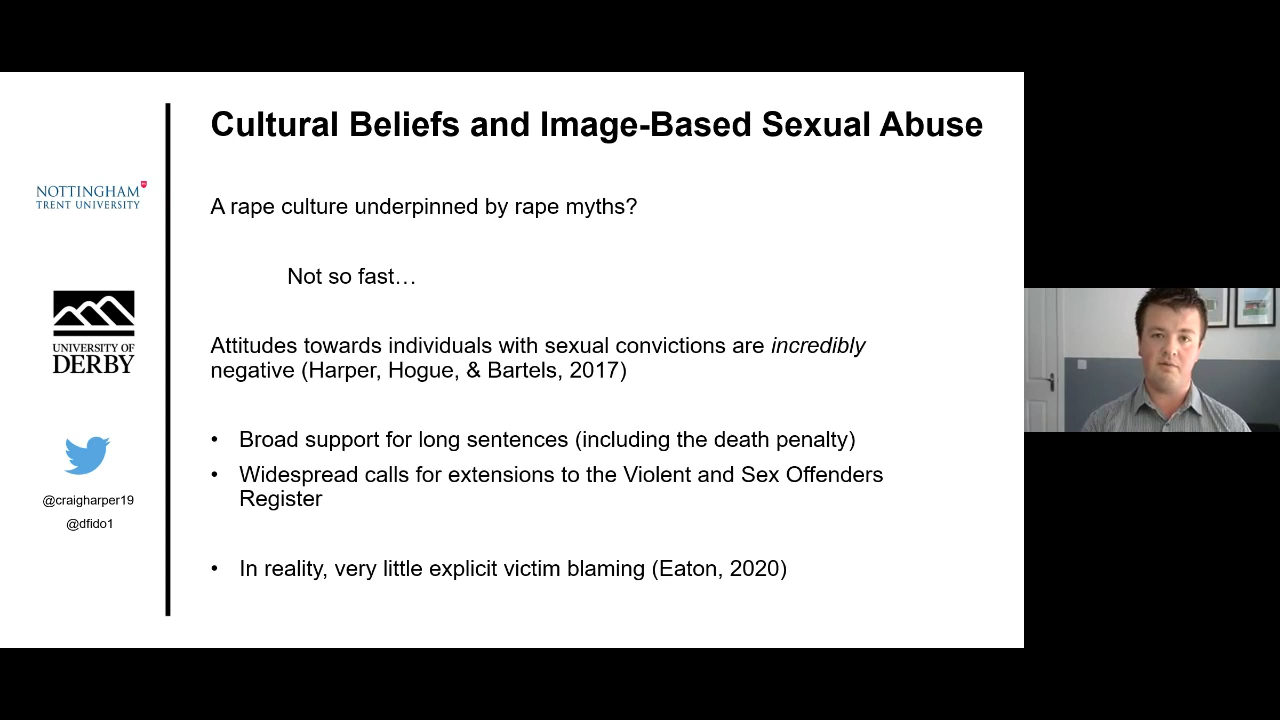 Cultural Beliefs and Image-Based Sexual Abuse
NOTTINGHAM
TRENT UNIVERSITY
UNIVERSITY OF
DERBY
@craigharper19
@dfido1
A rape culture underpinned by rape myths?
Not so fast…
Attitudes towards individuals with sexual convictions are incredibly
negative (Harper, Hogue, & Bartels, 2017)
• Broad support for long sentences (including the death penalty)
• Widespread calls for extensions to the Violent and Sex Offenders
Register
• In reality, very little explicit victim blaming (Eaton, 2020)